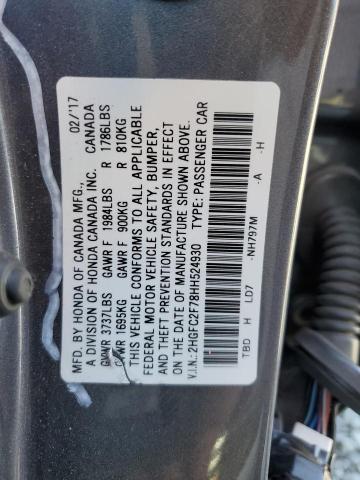 MFD. BY HONDA OF CANADA MFG., 02/'17
A DIVISION OF HONDA CANADA INC. CANADA
GVWR 3737LBS GAWR F 1984LBS R 1786LBS
GVWR 1695KG GAWR F 900KG R 810KG
THIS VEHICLE CONFORMS TO ALL APPLICABLE
FEDERAL MOTOR VEHICLE SAFETY, BUMPER,
AND THEFT PREVENTION STANDARDS IN EFFECT
ON THE DATE OF MANUFACTURE SHOWN ABOVE.
V.I.N.: 2HGFC2F78HH524930 TYPE: PASSENGER CAR
TBD H LD7 -NH797M -A -H